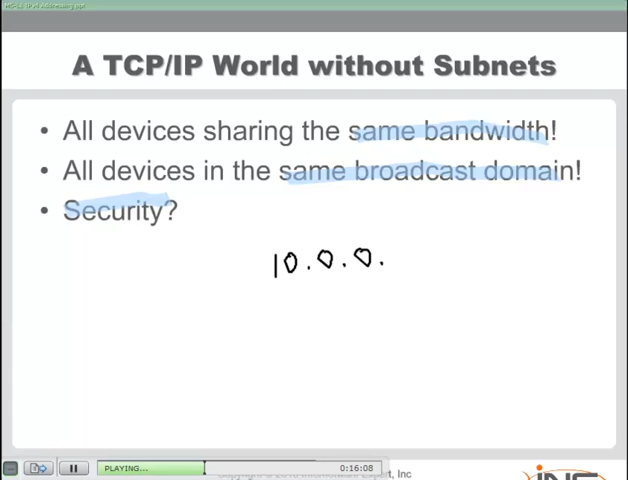 A TCP/IP World without Subnets
• All devices sharing the same bandwidth!
• All devices in the same broadcast domain!
• Security?
10.0.0.
PLAYING...
0:16:08